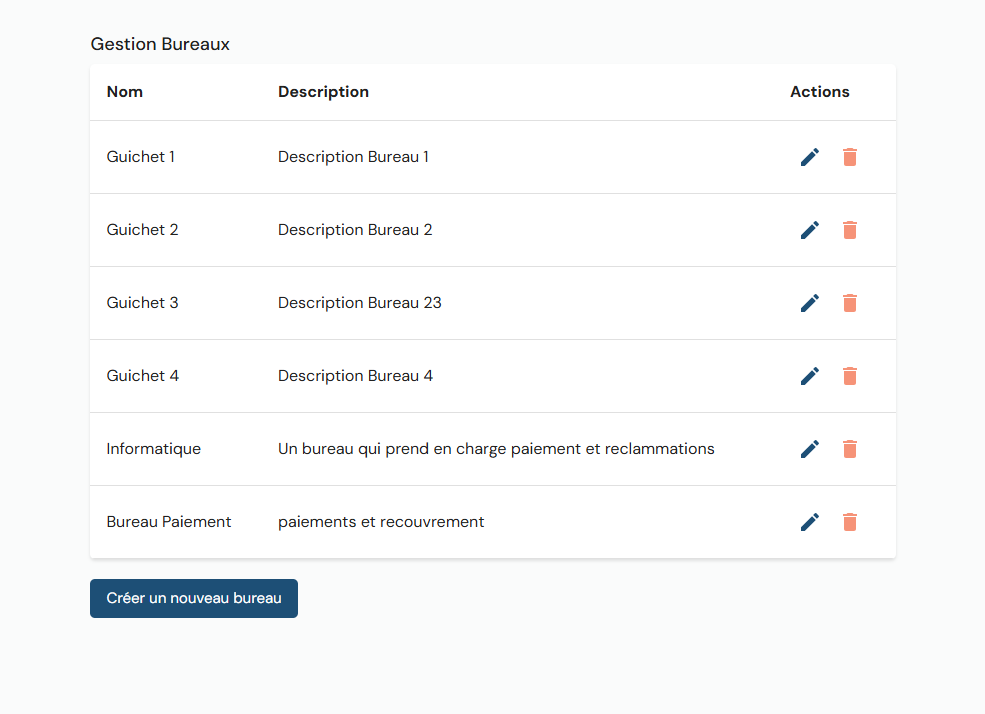 Gestion Bureaux
Nom Description Actions
Guichet 1 Description Bureau 1
Guichet 2 Description Bureau 2
Guichet 3 Description Bureau 23
Guichet 4 Description Bureau 4
Informatique Un bureau qui prend en charge paiement et reclammations
Bureau Paiement paiements et recouvrement
Créer un nouveau bureau